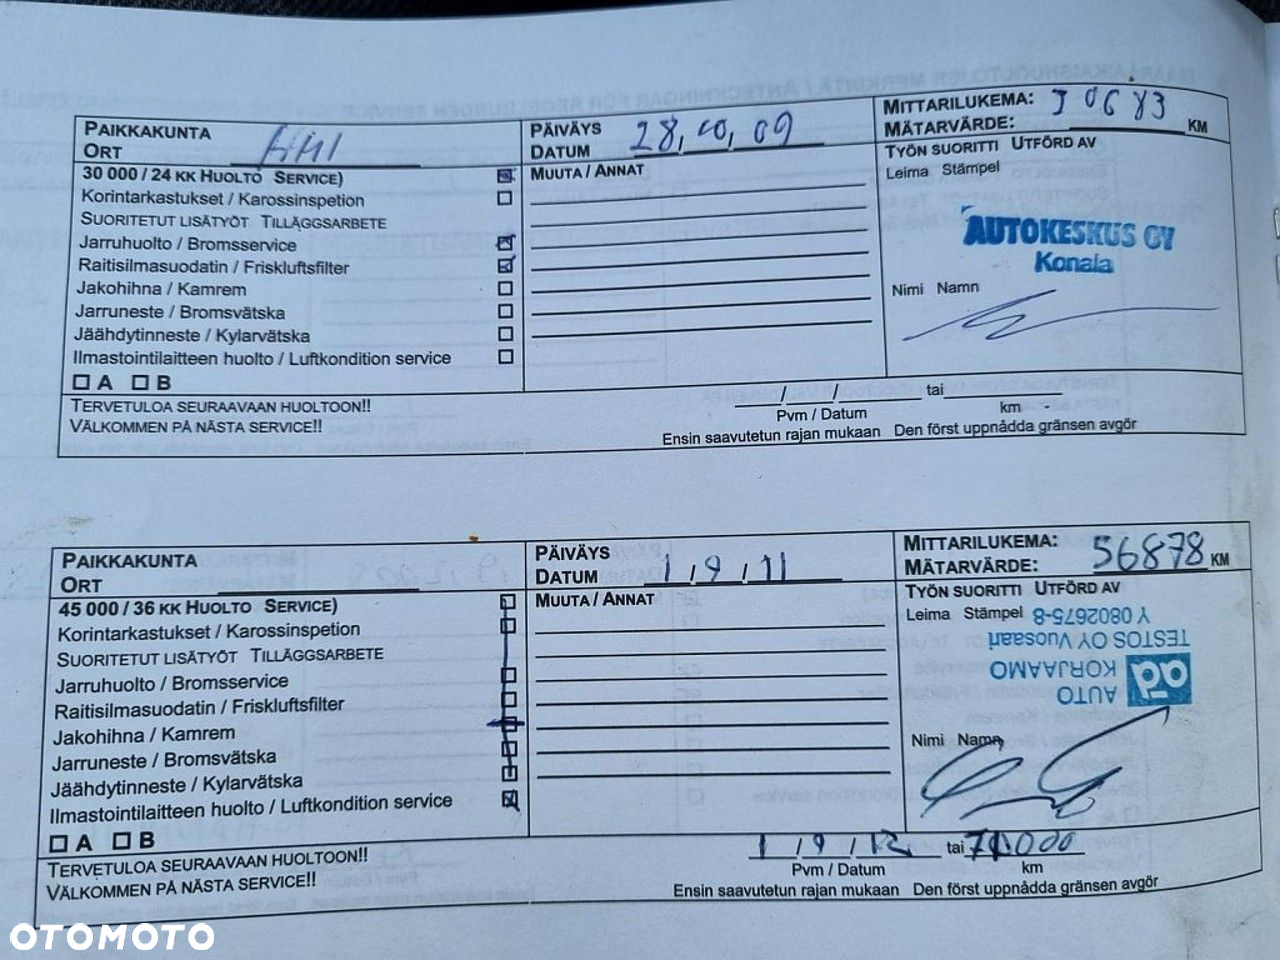 PAIKKAKUNTA
ORT
PÄIVÄYS
DATUM 28,10,09
MITTARILUKEMA:
MÄTARVÄRDE: 30683 KM
30 000 / 24 KK HUOLTO SERVICE)
Korintarkastukset / Karossinspetion
SUORITETUT LISÄTYÖT TILLÄGGSARBETE
Jarruhuolto / Bromsservice
Raitisilmasuodatin / Friskluftsfilter
Jakohihna / Kamrem
Jarruneste / Bromsvätska
Jäähdytinneste / Kylarvätska
Ilmastointilaitteen huolto / Luftkondition service
A B
MUUTA / ANNAT
TYÖN SUORITTI UTFÖRD AV
Leima Stämpel
AUTOKESKUS OY
Konala
Nimi Namn
TERVETULOA SEURAAVAAN HUOLTOON!!
VÄLKOMMEN PÅ NÄSTA SERVICE!!
/ / tai
Pvm / Datum km
Ensin saavutetun rajan mukaan Den först uppnådda gränsen avgör
PAIKKAKUNTA
ORT
PÄIVÄYS
DATUM 1/9/11
MITTARILUKEMA:
MÄTARVÄRDE: 56878 KM
45 000 / 36 KK HUOLTO SERVICE)
Korintarkastukset / Karossinspetion
SUORITETUT LISÄTYÖT TILLÄGGSARBETE
Jarruhuolto / Bromsservice
Raitisilmasuodatin / Friskluftsfilter
Jakohihna / Kamrem
Jarruneste / Bromsvätska
Jäähdytinneste / Kylarvätska
Ilmastointilaitteen huolto / Luftkondition service
A B
MUUTA / ANNAT
TYÖN SUORITTI UTFÖRD AV
Leima Stämpel
ad AUTO
KORJAAMO
TESTOS OY Vuosaari
Y 0802675-8
Nimi Namn
TERVETULOA SEURAAVAAN HUOLTOON!!
VÄLKOMMEN PÅ NÄSTA SERVICE!!
1/9/12 tai
Pvm / Datum km
Ensin saavutetun rajan mukaan Den först uppnådda gränsen avgör
OTOMOTO